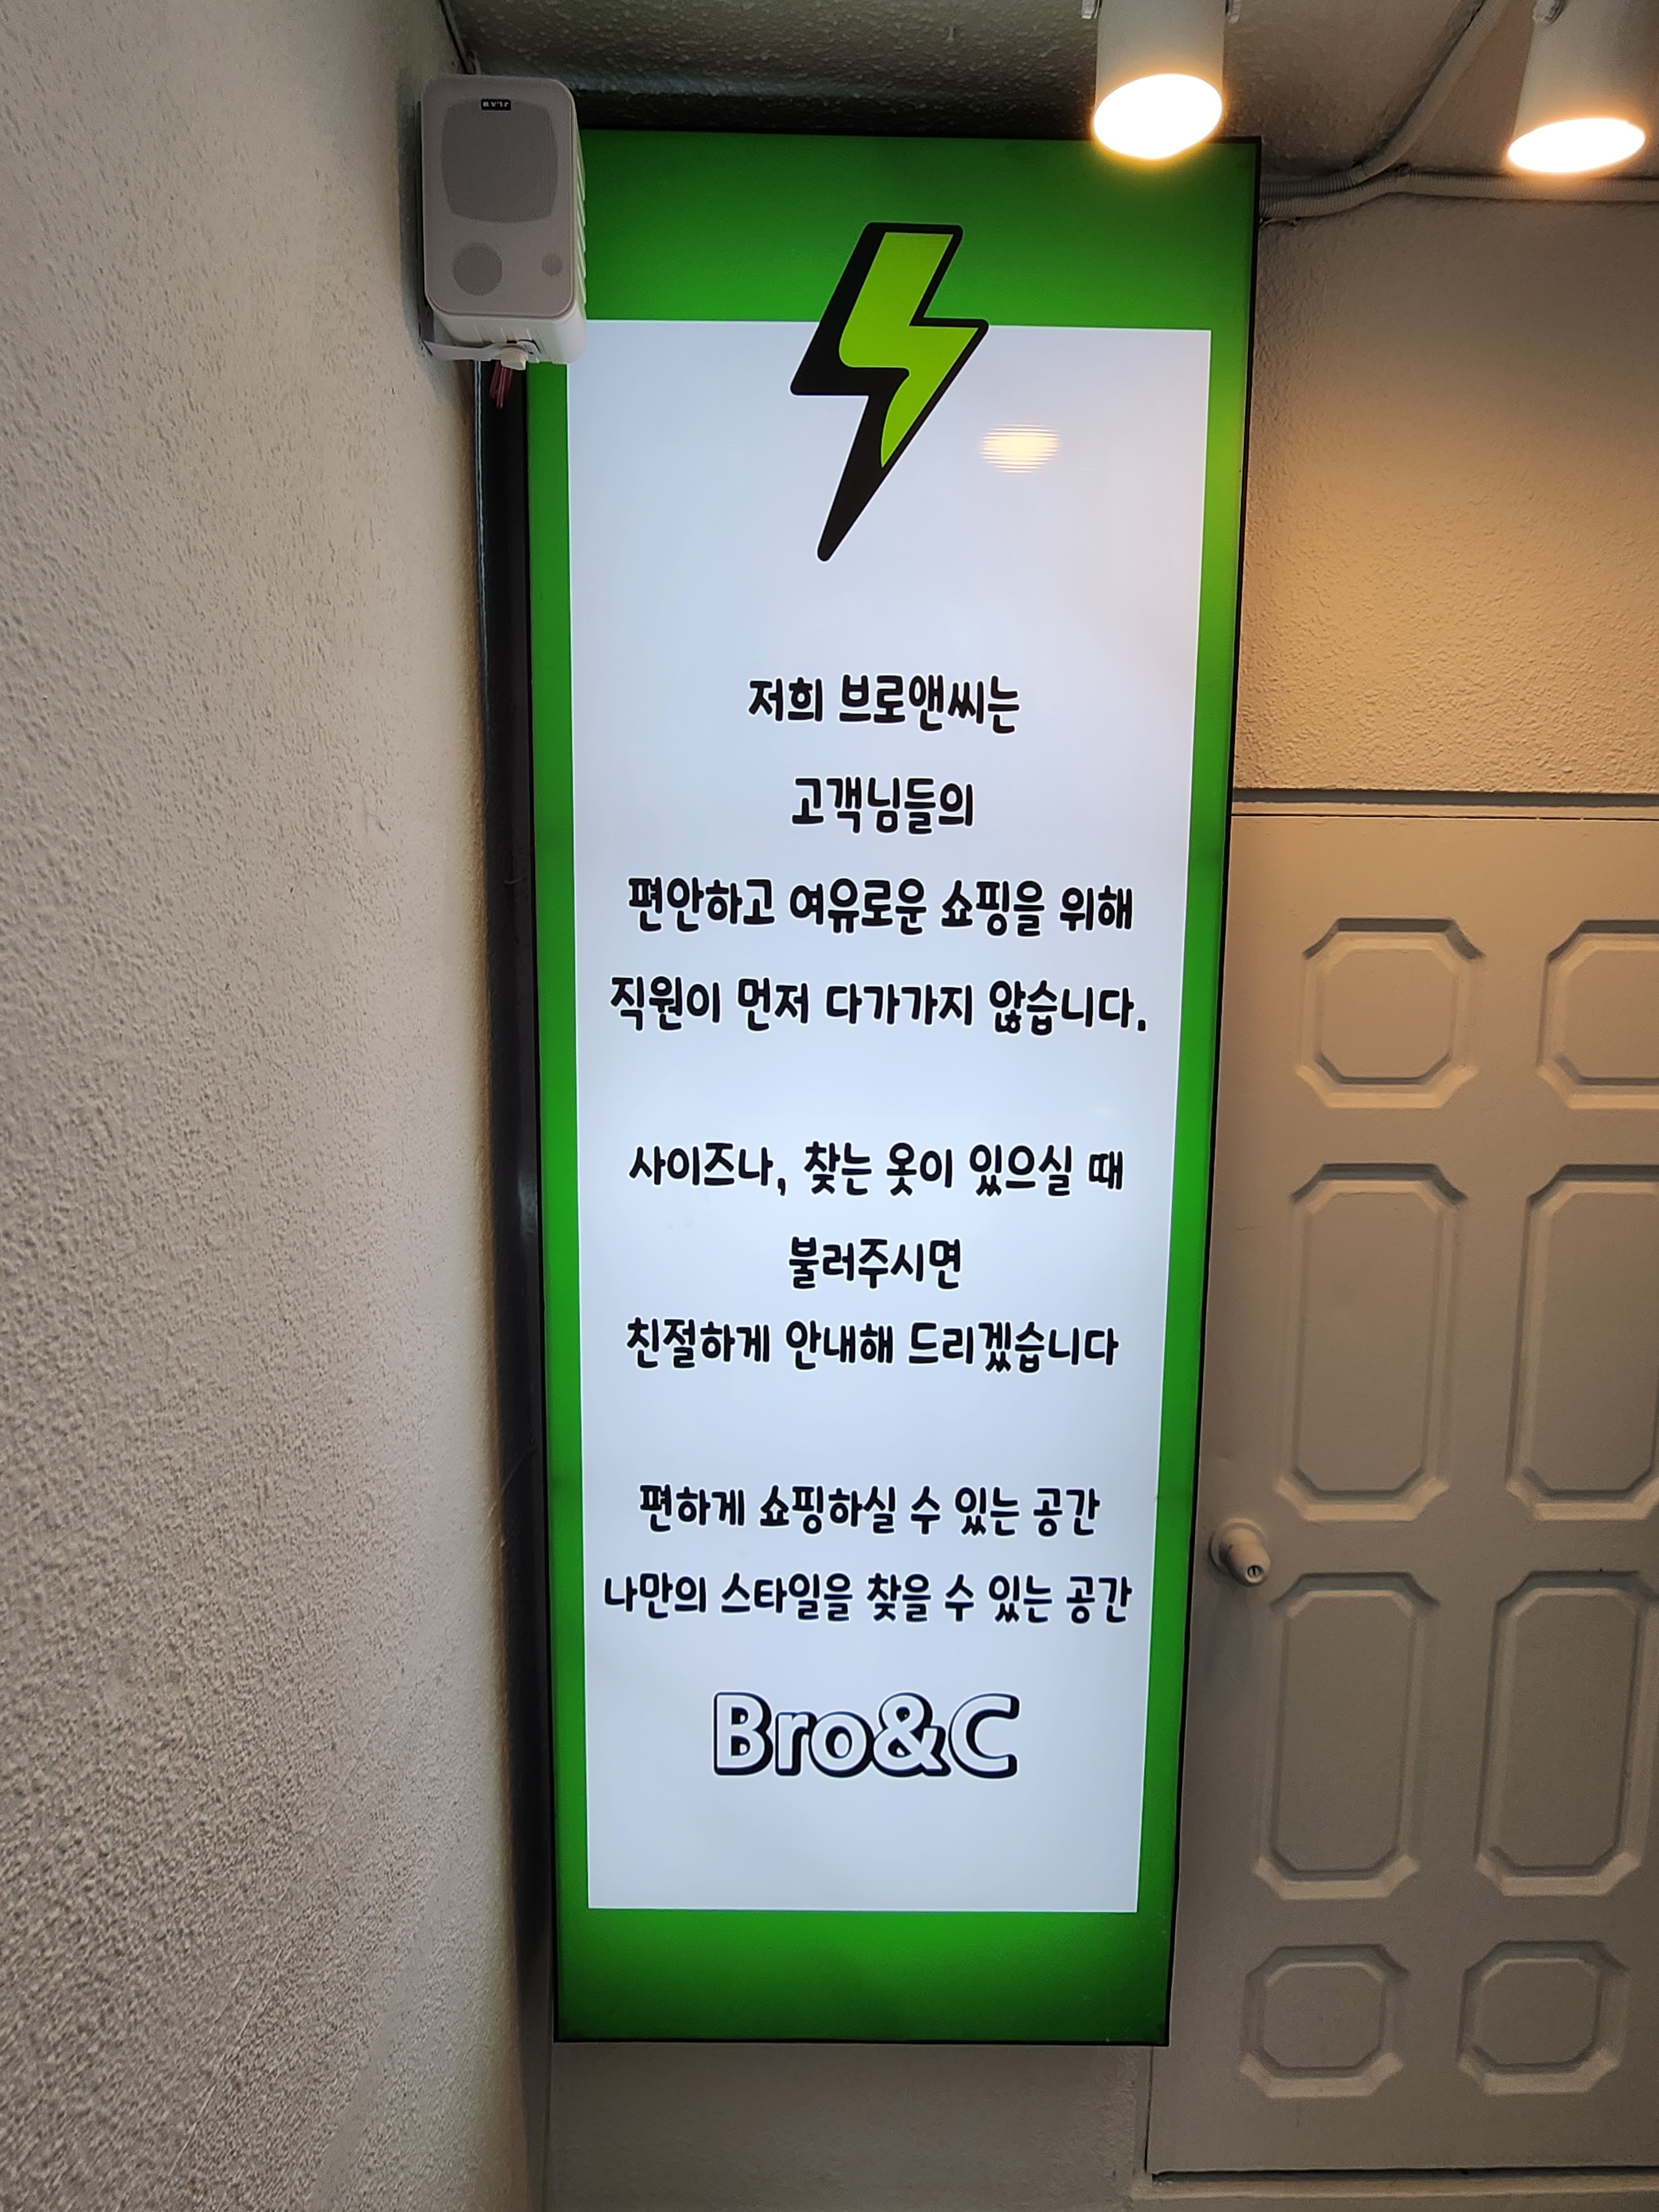 저희 브로앤씨는
고객님들의
편안하고 여유로운 쇼핑을 위해
직원이 먼저 다가가지 않습니다.
사이즈나, 찾는 옷이 있으실 때
불러주시면
친절하게 안내해 드리겠습니다
편하게 쇼핑하실 수 있는 공간
나만의 스타일을 찾을 수 있는 공간
Bro&C